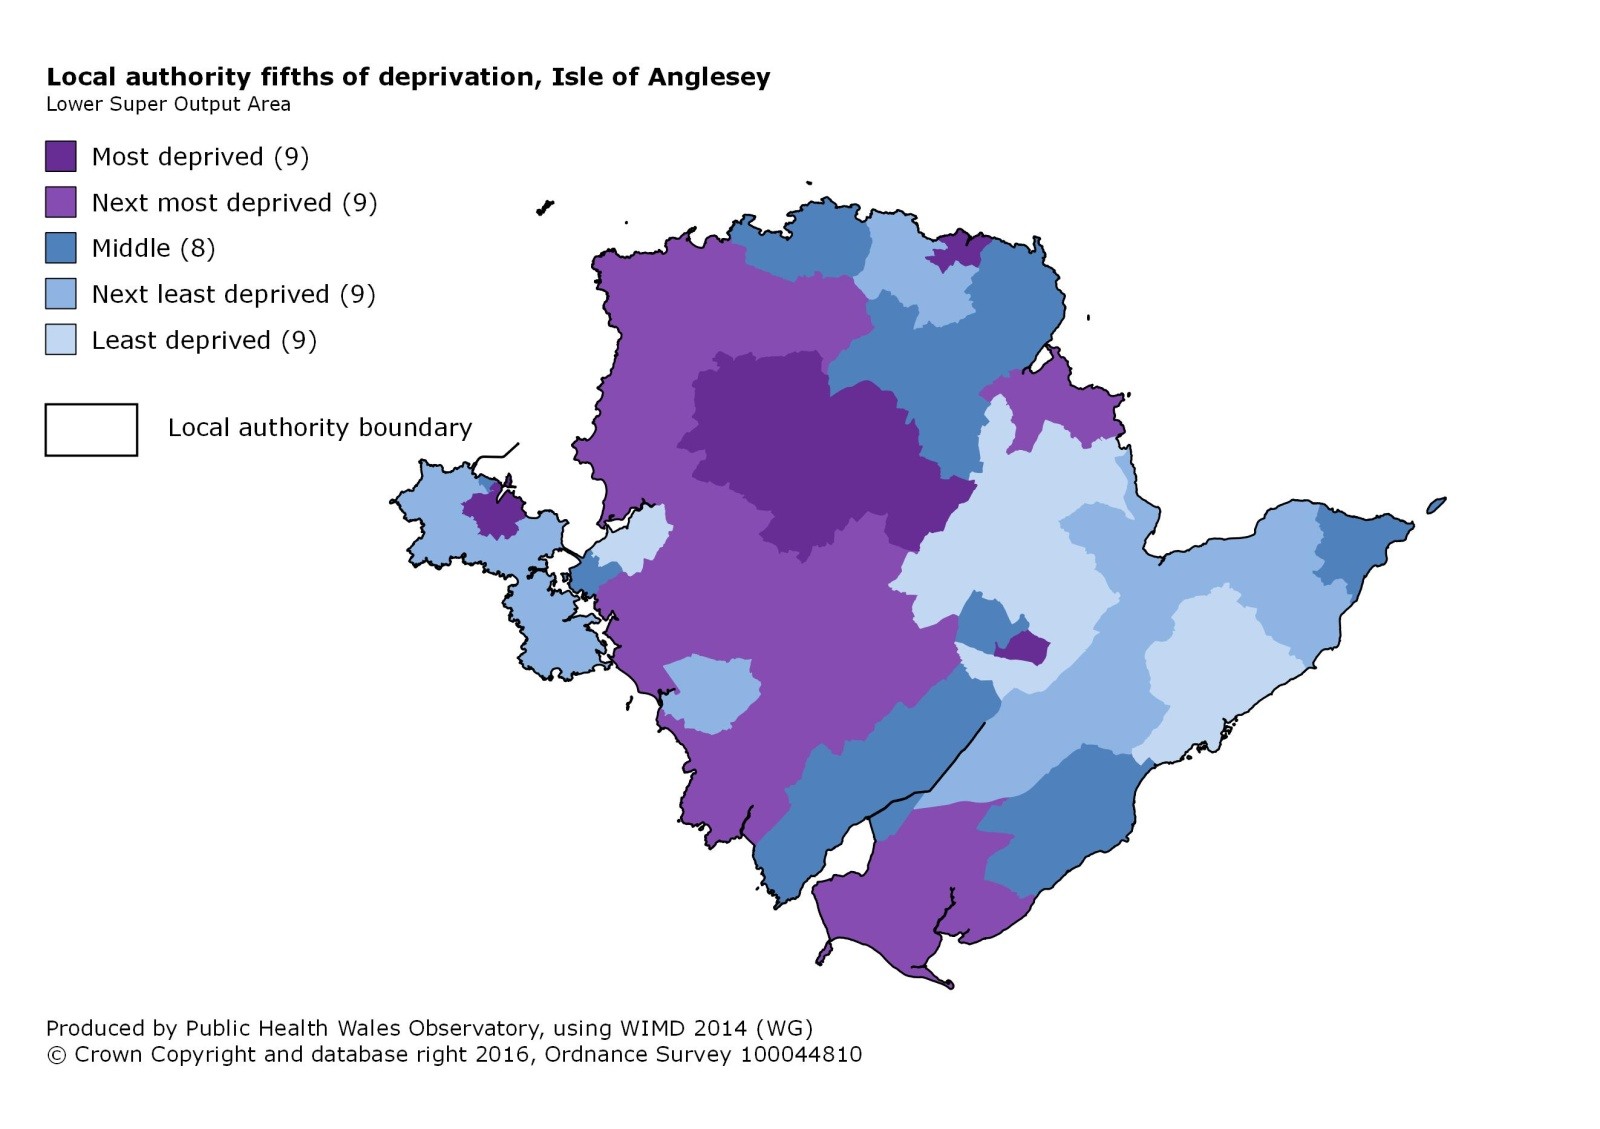 Local authority fifths of deprivation, Isle of Anglesey
Lower Super Output Area
Most deprived (9)
Next most deprived (9)
Middle (8)
Next least deprived (9)
Least deprived (9)
Local authority boundary
Produced by Public Health Wales Observatory, using WIMD 2014 (WG)
© Crown Copyright and database right 2016, Ordnance Survey 100044810